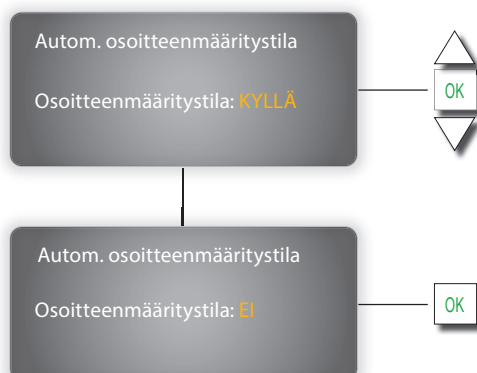 Autom. osoitteenmääritystila
Osoitteenmääritystila: KYLLÄ
OK
Autom. osoitteenmääritystila
Osoitteenmääritystila: EI
OK